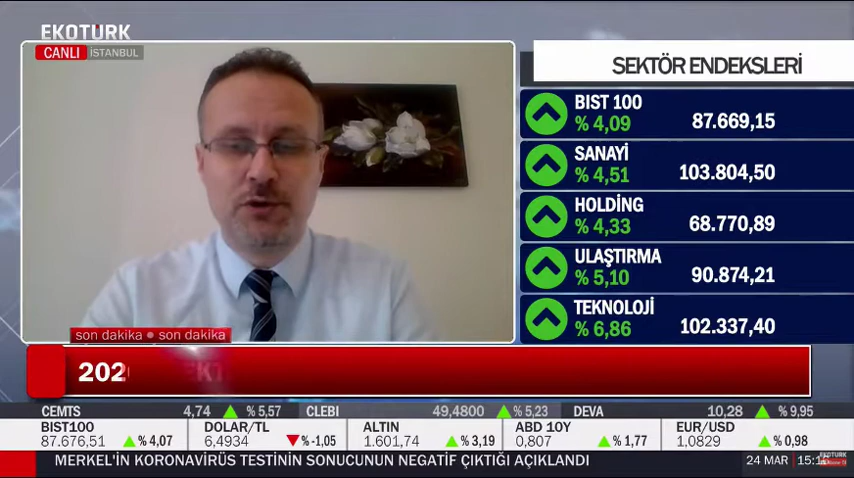 EKOTÜRK
CANLI İSTANBUL
SEKTÖR ENDEKSLERİ
BIST 100
% 4,09 87.669,15
SANAYİ
% 4,51 103.804,50
HOLDİNG
% 4,33 68.770,89
ULAŞTIRMA
% 5,10 90.874,21
TEKNOLOJİ
% 6,86 102.337,40
son dakika son dakika
CEMTS 4,74 % 5,57 CLEBI 49,4800 % 5,23 DEVA 10,28 % 9,95
BIST100 DOLAR/TL ALTIN ABD 10Y EUR/USD
87.676,51 % 4,07 6,4934 %-1,05 1.601,74 % 3,19 0,807 % 1,77 1,0829 % 0,98
MERKEL'İN KORONAVİRÜS TESTİNİN SONUCUNUN NEGATİF ÇIKTIĞI AÇIKLANDI 24 MAR EKOTÜRK